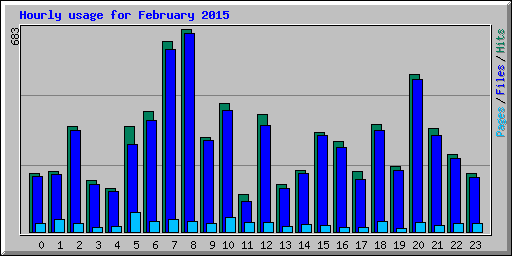 Hourly usage for February 2015
683
Pages/Files/Hits
0 1 2 3 4 5 6 7 8 9 10 11 12 13 14 15 16 17 18 19 20 21 22 23